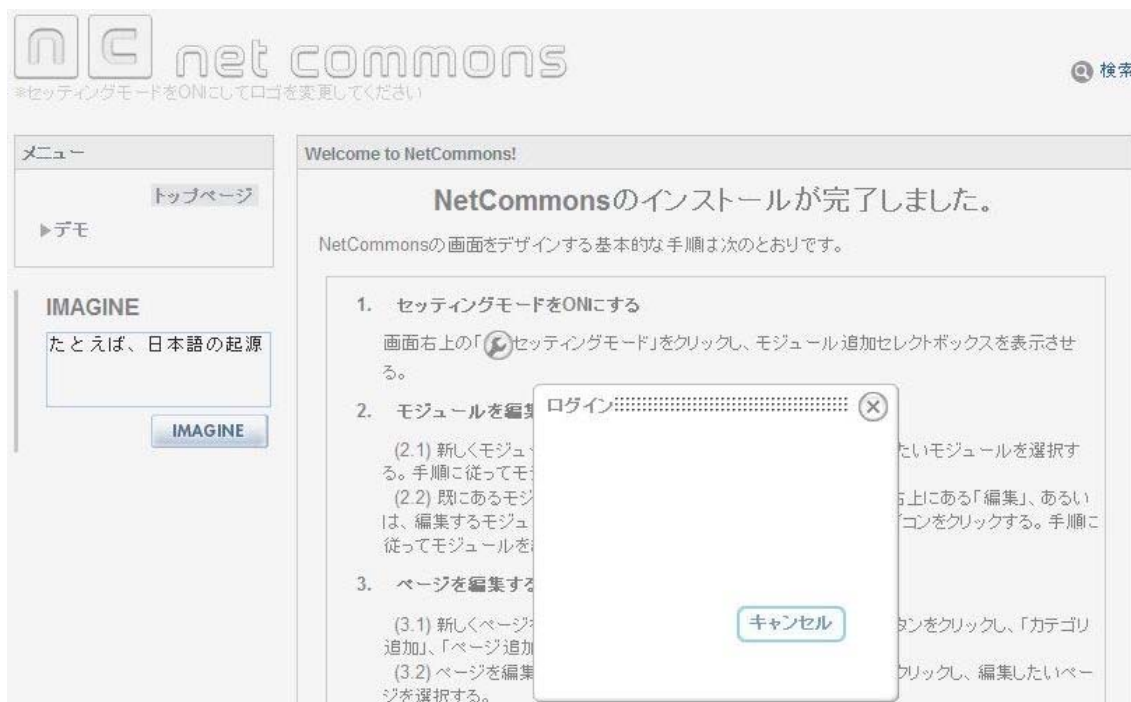 net commons
*セッティングモードをONにしてロゴを変更してください
検索
メニュー
トップページ
▶デモ
IMAGINE
たとえば、日本語の起源
IMAGINE
Welcome to NetCommons!
NetCommonsのインストールが完了しました。
NetCommonsの画面をデザインする基本的な手順は次のとおりです。
1. セッティングモードをONにする
画面右上の「セッティングモード」をクリックし、モジュール追加セレクトボックスを表示させ
る。
2. モジュールを編集
(2.1) 新しくモジュー たいモジュールを選択す
る。手順に従ってモ
(2.2) 既にあるモジ 右上にある「編集」、あるい
は、編集するモジュ イコンをクリックする。手順に
従ってモジュールを
3. ページを編集する
(3.1) 新しくページ タンをクリックし、「カテゴリ
追加」、「ページ追加
(3.2) ページを編集 クリックし、編集したいペー
ジを選択する。
ログイン
キャンセル